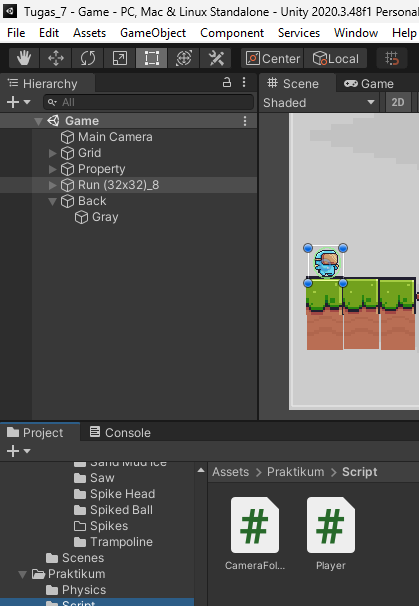 Tugas_7 - Game - PC, Mac & Linux Standalone - Unity 2020.3.48f1 Personal
File Edit Assets GameObject Component Services Window Help
Center Local
Hierarchy
All
Game
Main Camera
Grid
Property
Run (32x32)_8
Back
Gray
Scene Game
Shaded 2D
Project Console
Sand Mud Ice
Saw
Spike Head
Spiked Ball
Spikes
Trampoline
Scenes
Praktikum
Physics
Script
Assets > Praktikum > Script
CameraFol... Player